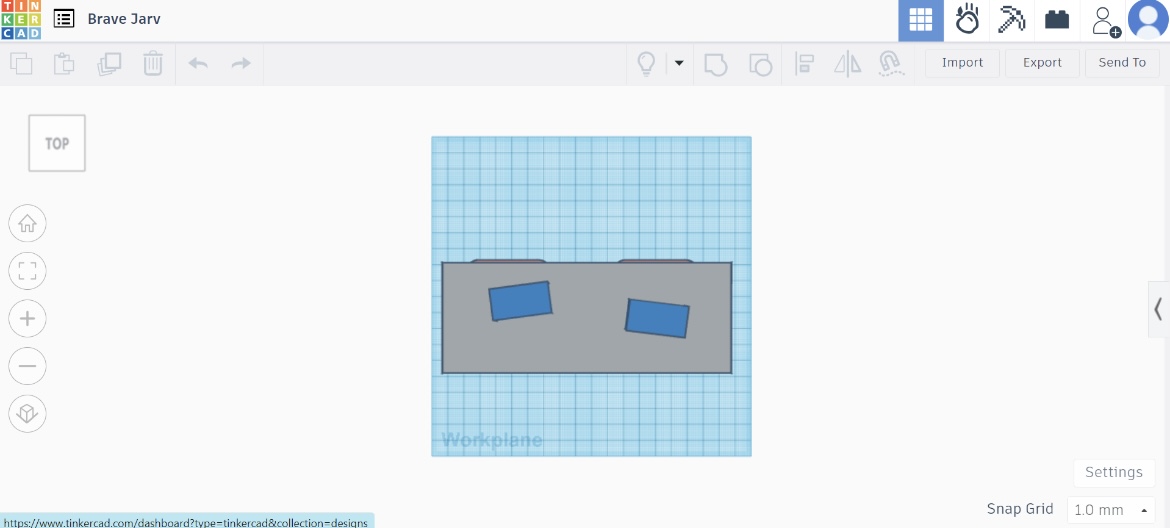 TIN
KER
CAD
Brave Jarv
Import
Export
Send To
TOP
Workplane
Settings
Snap Grid
1.0 mm
https://www.tinkercad.com/dashboard?type=tinkercad&collection=designs